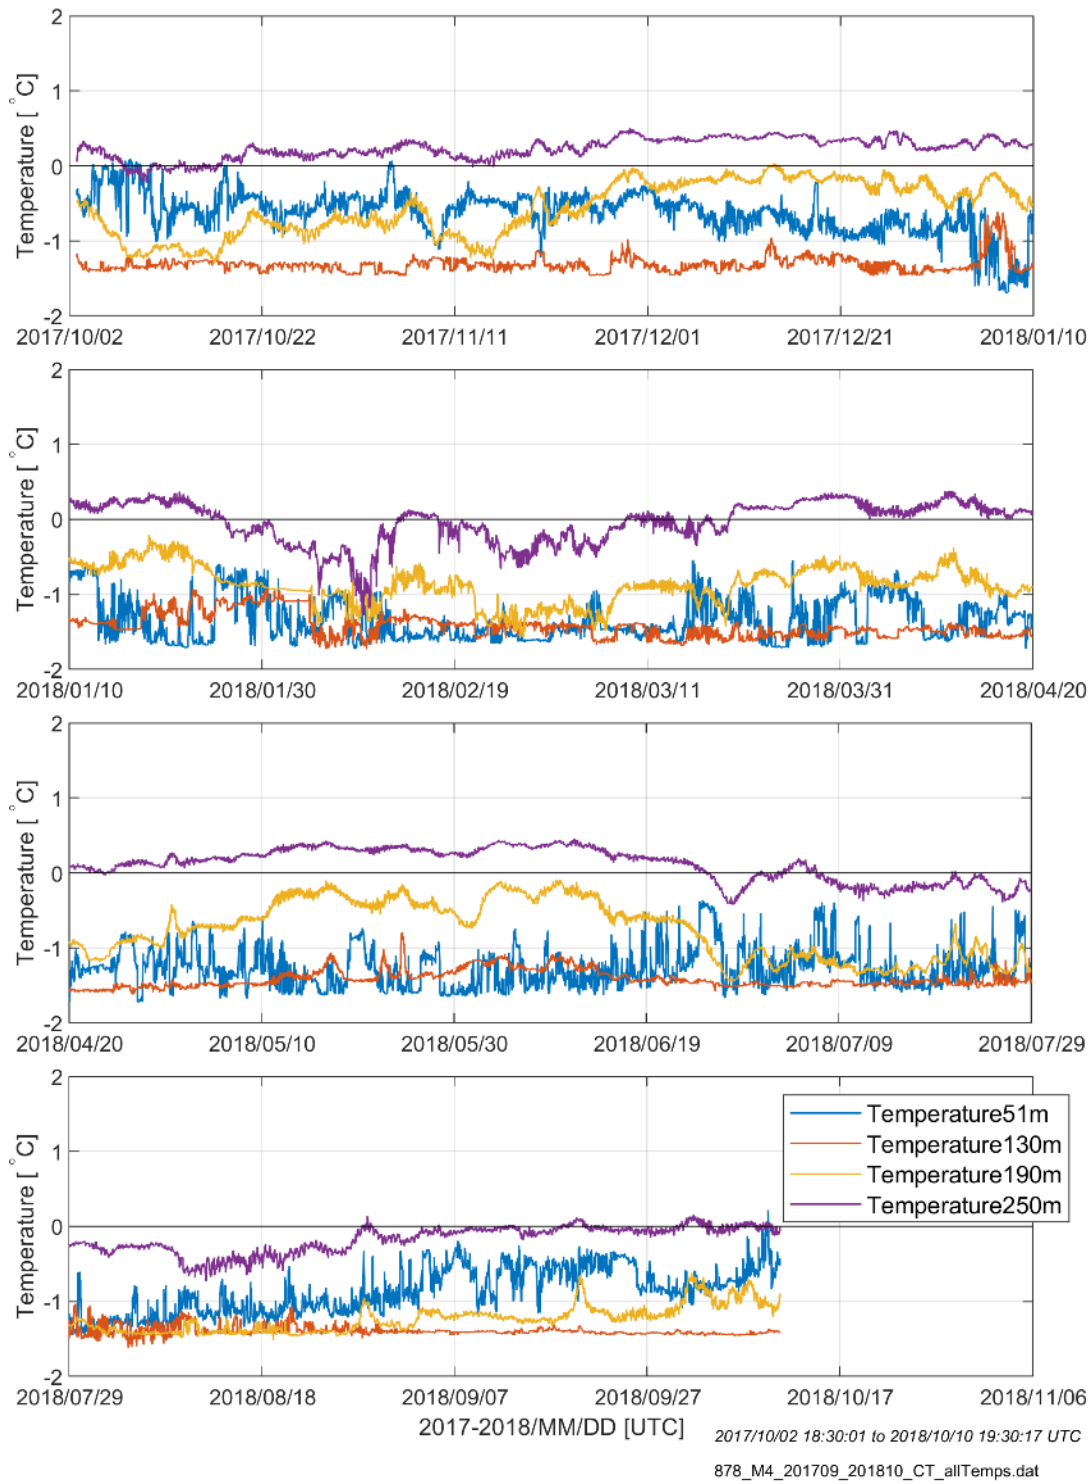 2
1
0
-1
-2
Temperature [ °C]
2017/10/02 2017/10/22 2017/11/11 2017/12/01 2017/12/21 2018/01/10
2
1
0
-1
-2
Temperature [ °C]
2018/01/10 2018/01/30 2018/02/19 2018/03/11 2018/03/31 2018/04/20
2
1
0
-1
-2
Temperature [ °C]
2018/04/20 2018/05/10 2018/05/30 2018/06/19 2018/07/09 2018/07/29
2
1
0
-1
-2
Temperature [ °C]
Temperature51m
Temperature130m
Temperature190m
Temperature250m
2018/07/29 2018/08/18 2018/09/07 2018/09/27 2018/10/17 2018/11/06
2017-2018/MM/DD [UTC]
2017/10/02 18:30:01 to 2018/10/10 19:30:17 UTC
878_M4_201709_201810_CT_allTemps.dat